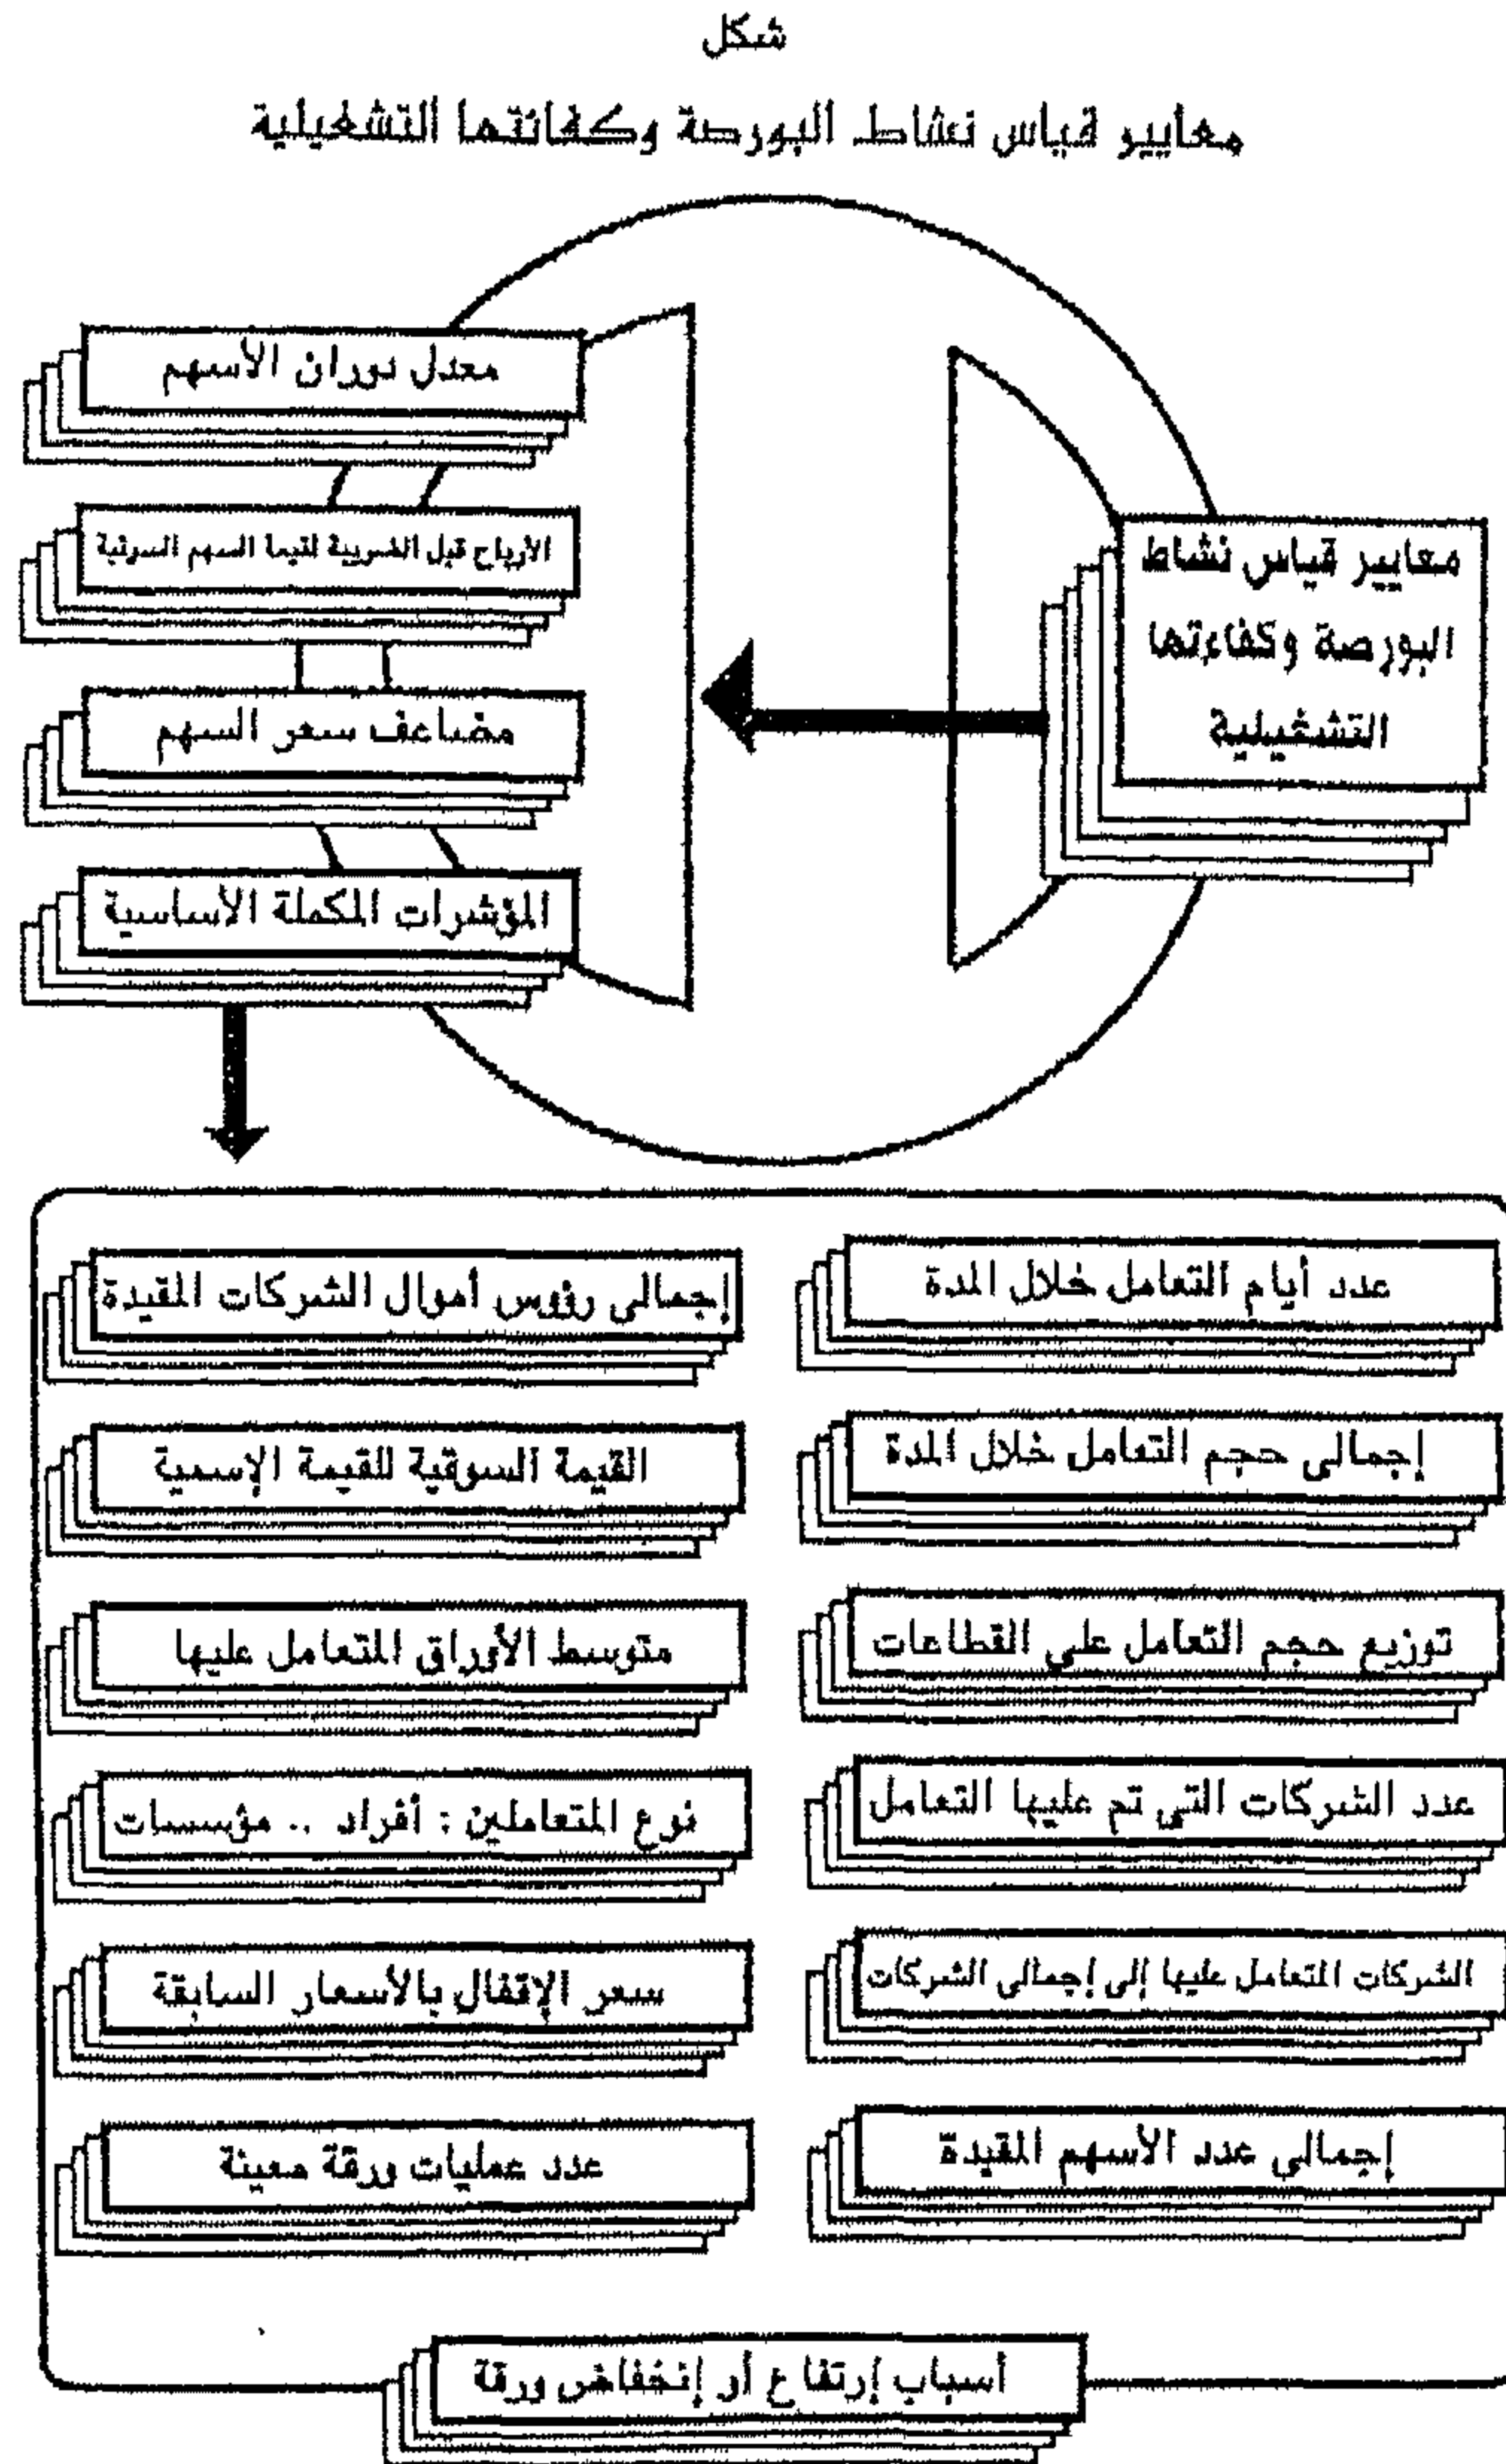 شكل
معايير قياس نشاط البورصة وكفائتها التشغيلية
معايير قياس نشاط
البورصة وكفاءتها
التشغيلية
معدل دوران الأسهم
الأرباح قبل الضريبة لقيمة السهم السوقية
مضاعف سعر السهم
المؤشرات المكملة الأساسية
عدد أيام التعامل خلال المدة
إجمالى رؤوس أموال الشركات المقيدة
إجمالى حجم التعامل خلال المدة
القيمة السوقية للقيمة الإسمية
توزيع حجم التعامل على القطاعات
متوسط الأوراق المتعامل عليها
عدد الشركات التى تم عليها التعامل
نوع المتعاملين : أفراد .. مؤسسات
الشركات المتعامل عليها إلى إجمالى الشركات
سعر الإقفال بالأسعار السابقة
إجمالى عدد الأسهم المقيدة
عدد عمليات ورقة معينة
أسباب إرتفاع أو إنخفاض ورقة